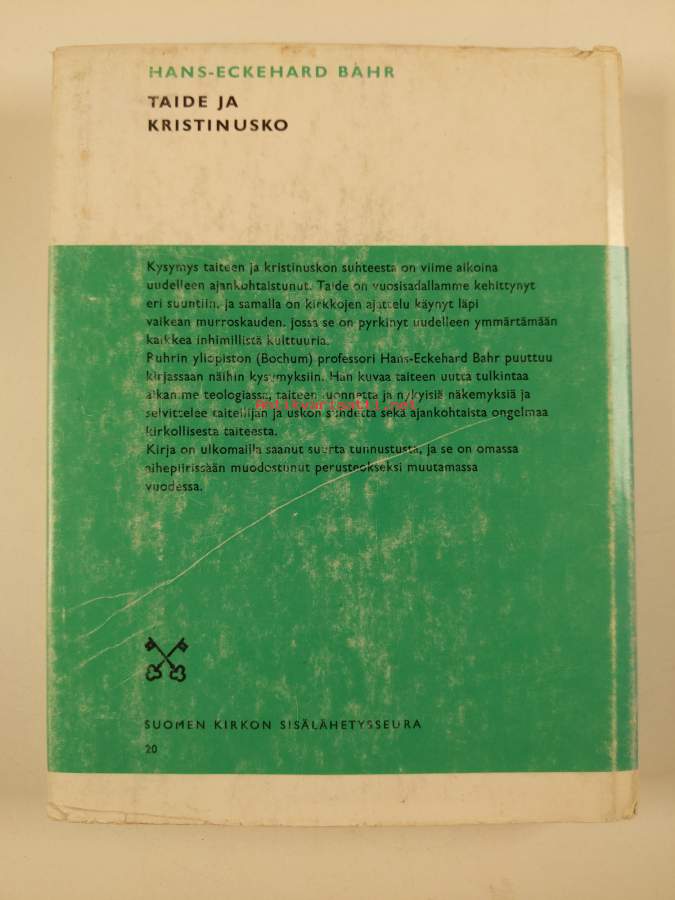 HANS-ECKEHARD BAHR
TAIDE JA
KRISTINUSKO
Kysymys taiteen ja kristinuskon suhteesta on viime aikoina
uudelleen ajankohtaistunut. Taide on vuosisadallamme kehittynyt
eri suuntiin, ja samalla on kirkkojen ajattelu käynyt läpi
vaikean murroskauden, jossa se on pyrkinyt uudelleen ymmärtämään
kaikkea inhimillistä kulttuuria.
Ruhrin yliopiston (Bochum) professori Hans-Eckehard Bahr puuttuu
kirjassaan näihin kysymyksiin. Hän kuvaa taiteen uutta tulkintaa
aikamme teologiassa, taiteen luonnetta ja nykyisiä näkemyksiä ja
selvittelee taiteilijan ja uskon suhdetta sekä ajankohtaista ongelmaa
kirkollisesta taiteesta.
Kirja on ulkomailla saanut suurta tunnustusta, ja se on omassa
aihepiirissään muodostunut perusteokseksi muutamassa
vuodessa.
Antikvariaatti.net
SUOMEN KIRKON SISÄLÄHETYSSEURA
20